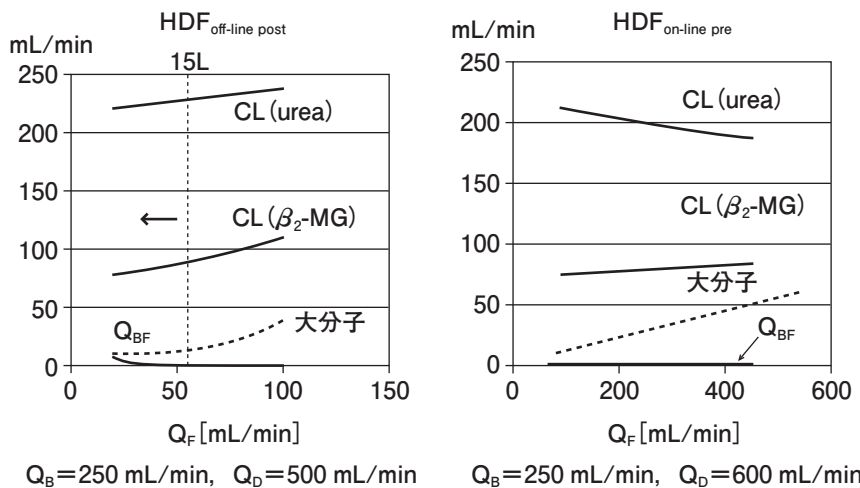 HDFoff-line post
mL/min
15L
250
200
150
100
50
0
CL(urea)
CL(β2-MG)
←
QBF
大分子
0 50 100 150
QF[mL/min]
QB=250 mL/min, QD=500 mL/min
HDFon-line pre
mL/min
250
200
150
100
50
0
CL(urea)
CL(β2-MG)
大分子
QBF
0 200 400 600
QF[mL/min]
QB=250 mL/min, QD=600 mL/min